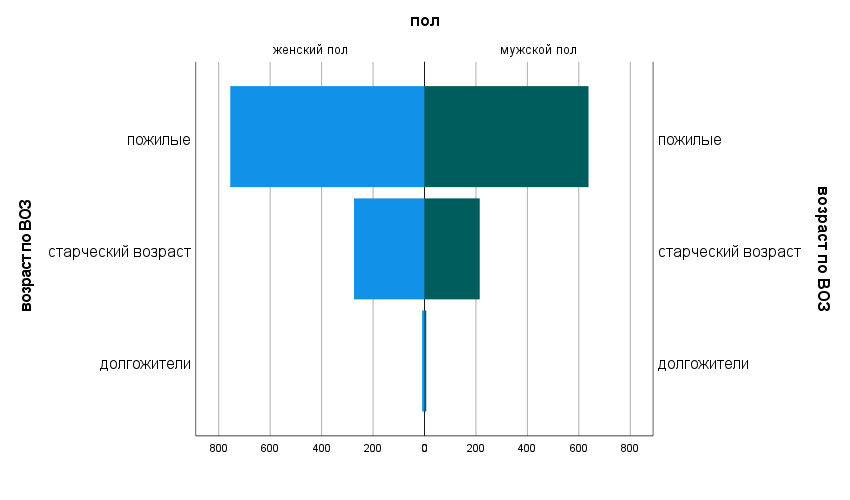 пол
женский пол мужской пол
пожилые пожилые
возраст по ВОЗ возраст по ВОЗ
старческий возраст старческий возраст
долгожители долгожители
800 600 400 200 0 200 400 600 800